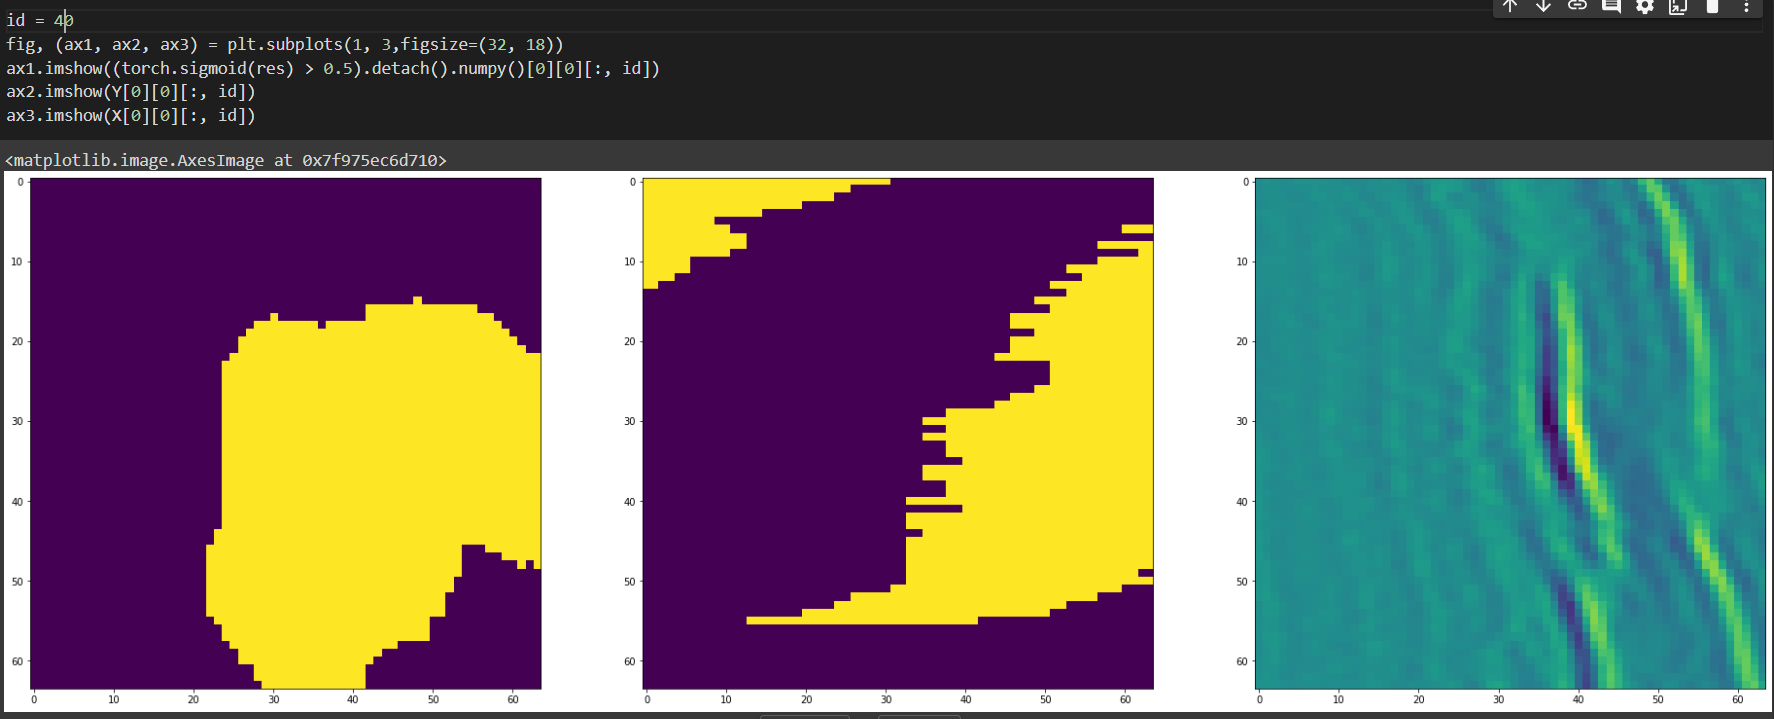 id = 40
fig, (ax1, ax2, ax3) = plt.subplots(1, 3,figsize=(32, 18))
ax1.imshow((torch.sigmoid(res) > 0.5).detach().numpy()[0][0][:, id])
ax2.imshow(Y[0][0][:, id])
ax3.imshow(X[0][0][:, id])
<matplotlib.image.AxesImage at 0x7f975ec6d710>
0
10
20
30
40
50
60
0 10 20 30 40 50 60
0
10
20
30
40
50
60
0 10 20 30 40 50 60
0
10
20
30
40
50
60
0 10 20 30 40 50 60